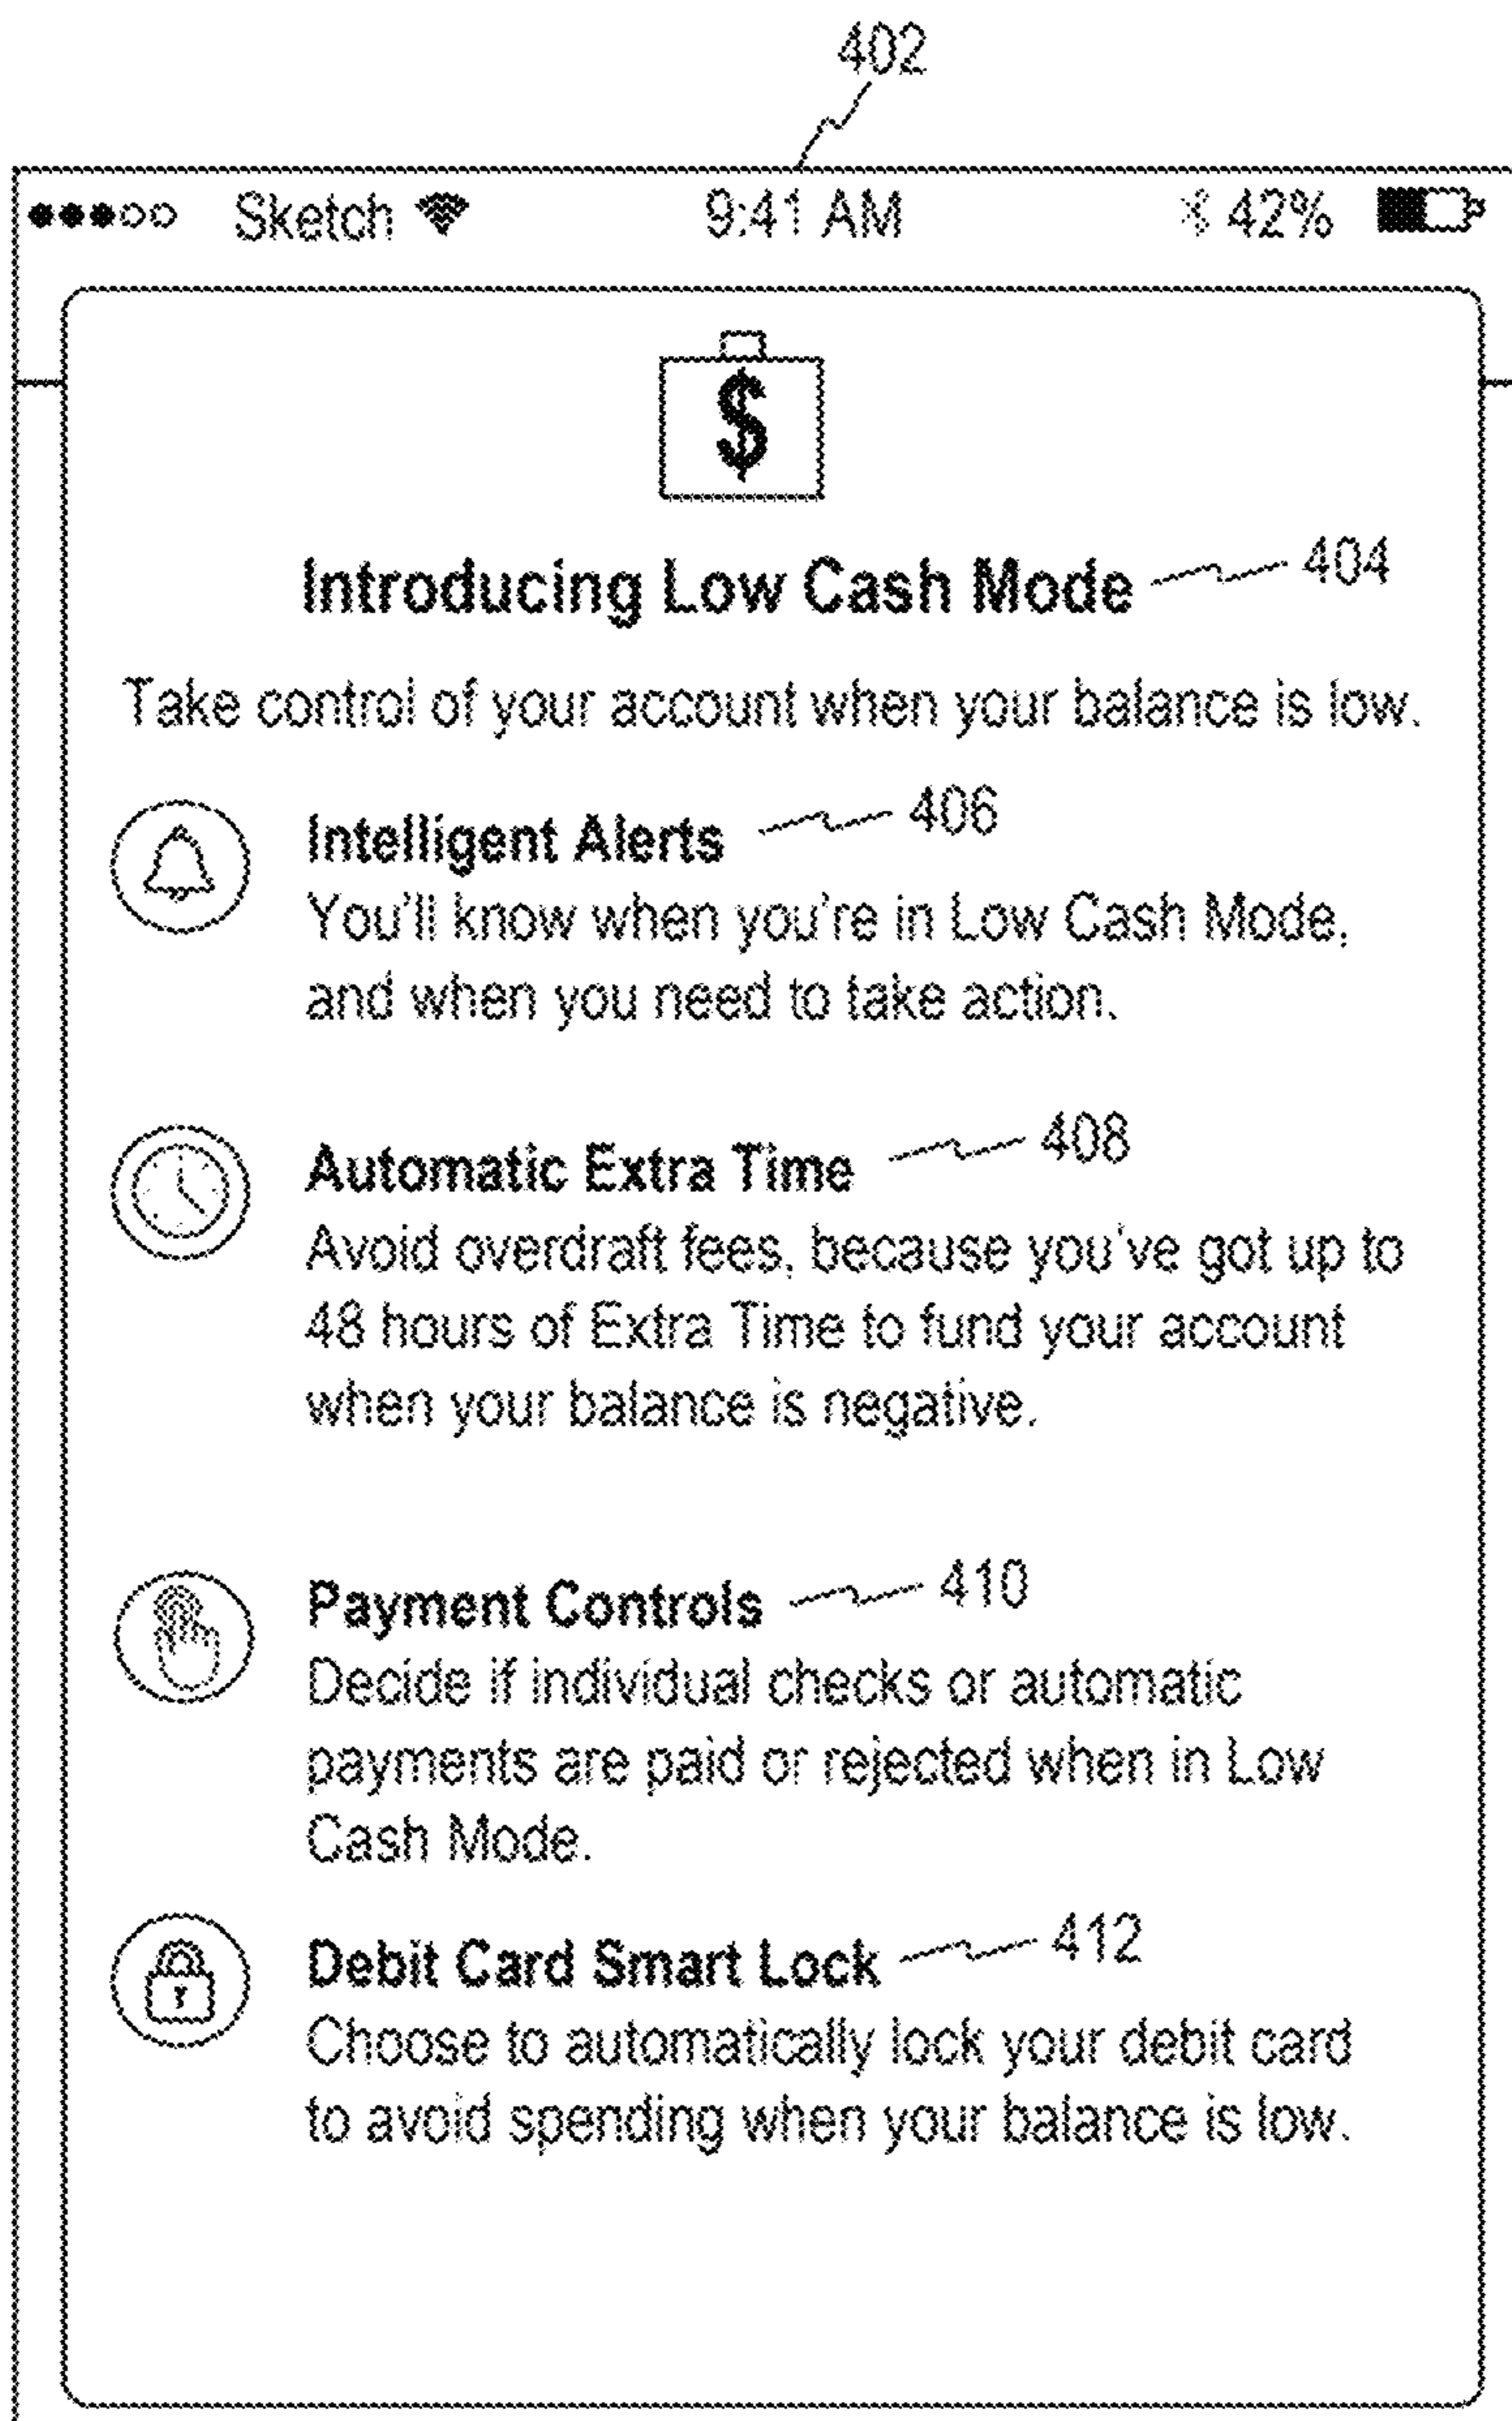 402
Sketch 9:41 AM 42%
$
Introducing Low Cash Mode 404
Take control of your account when your balance is low.
Intelligent Alerts 406
You'll know when you're in Low Cash Mode,
and when you need to take action.
Automatic Extra Time 408
Avoid overdraft fees, because you've got up to
48 hours of Extra Time to fund your account
when your balance is negative.
Payment Controls 410
Decide if individual checks or automatic
payments are paid or rejected when in Low
Cash Mode.
Debit Card Smart Lock 412
Choose to automatically lock your debit card
to avoid spending when your balance is low.